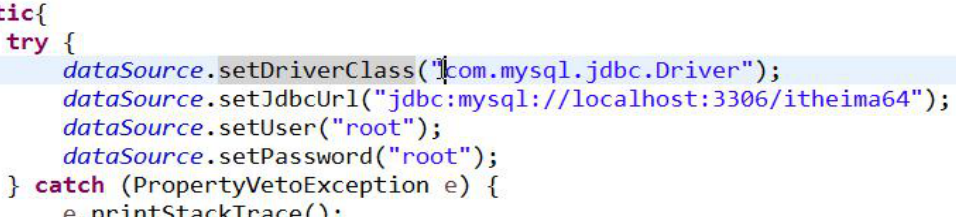 tic{
try {
dataSource.setDriverClass("com.mysql.jdbc.Driver");
dataSource.setJdbcUrl("jdbc:mysql://localhost:3306/itheima64");
dataSource.setUser("root");
dataSource.setPassword("root");
} catch (PropertyVetoException e) {
e.printStackTrace();